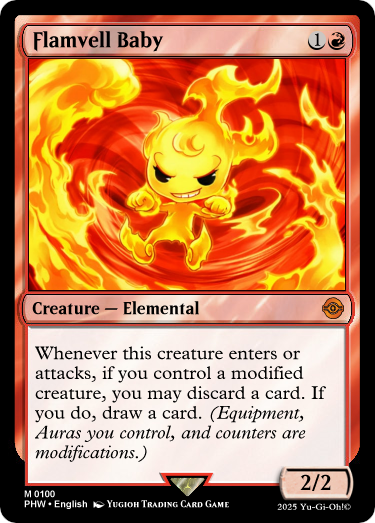 Flamvell Baby 1
Creature — Elemental
Whenever this creature enters or
attacks, if you control a modified
creature, you may discard a card. If
you do, draw a card. (Equipment,
Auras you control, and counters are
modifications.)
2/2
M 0100
PHW • English Yugioh Trading Card Game
2025 Yu-Gi-Oh!©